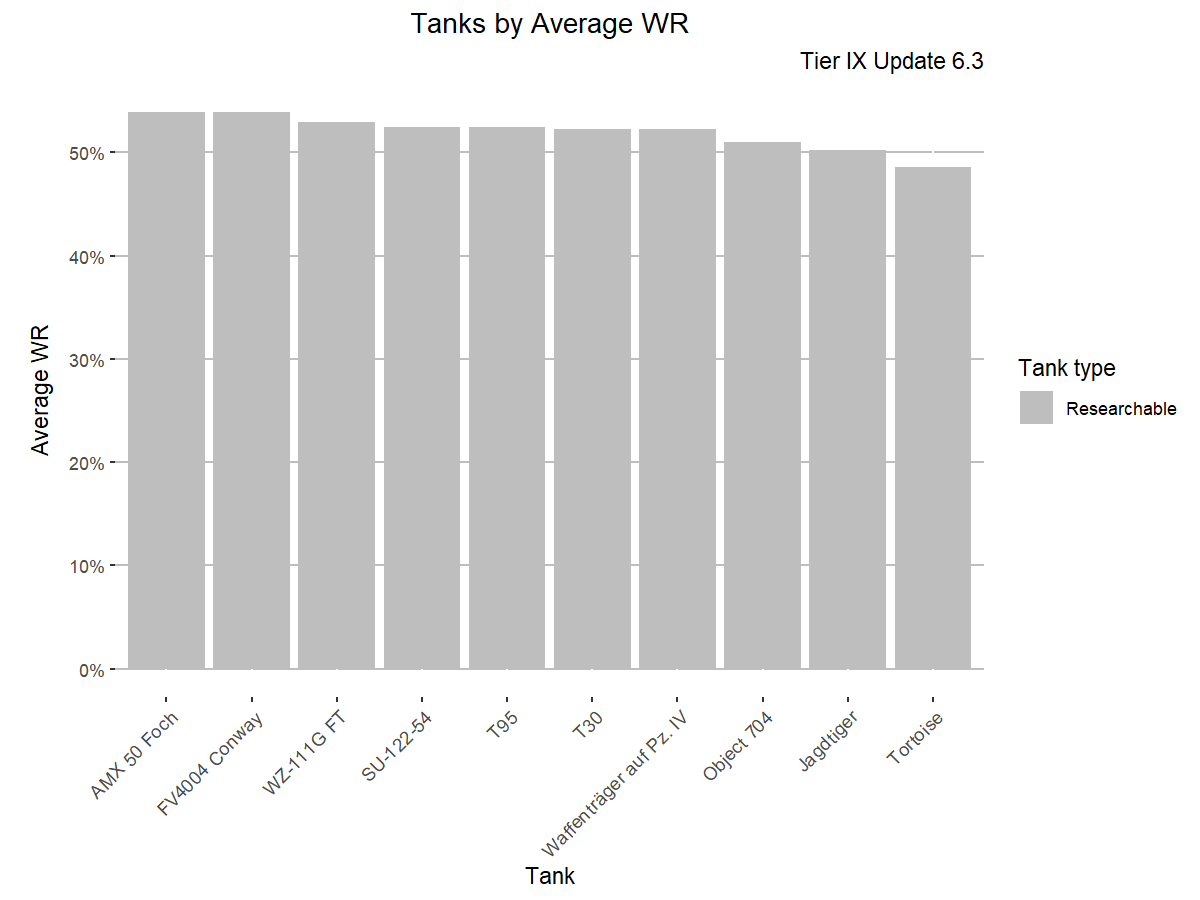 Tanks by Average WR
Tier IX Update 6.3
Average WR
50%
40%
30%
20%
10%
0%
AMX 50 Foch
FV4004 Conway
WZ-111G FT
SU-122-54
T95
T30
Waffenträger auf Pz. IV
Object 704
Jagdtiger
Tortoise
Tank
Tank type
Researchable